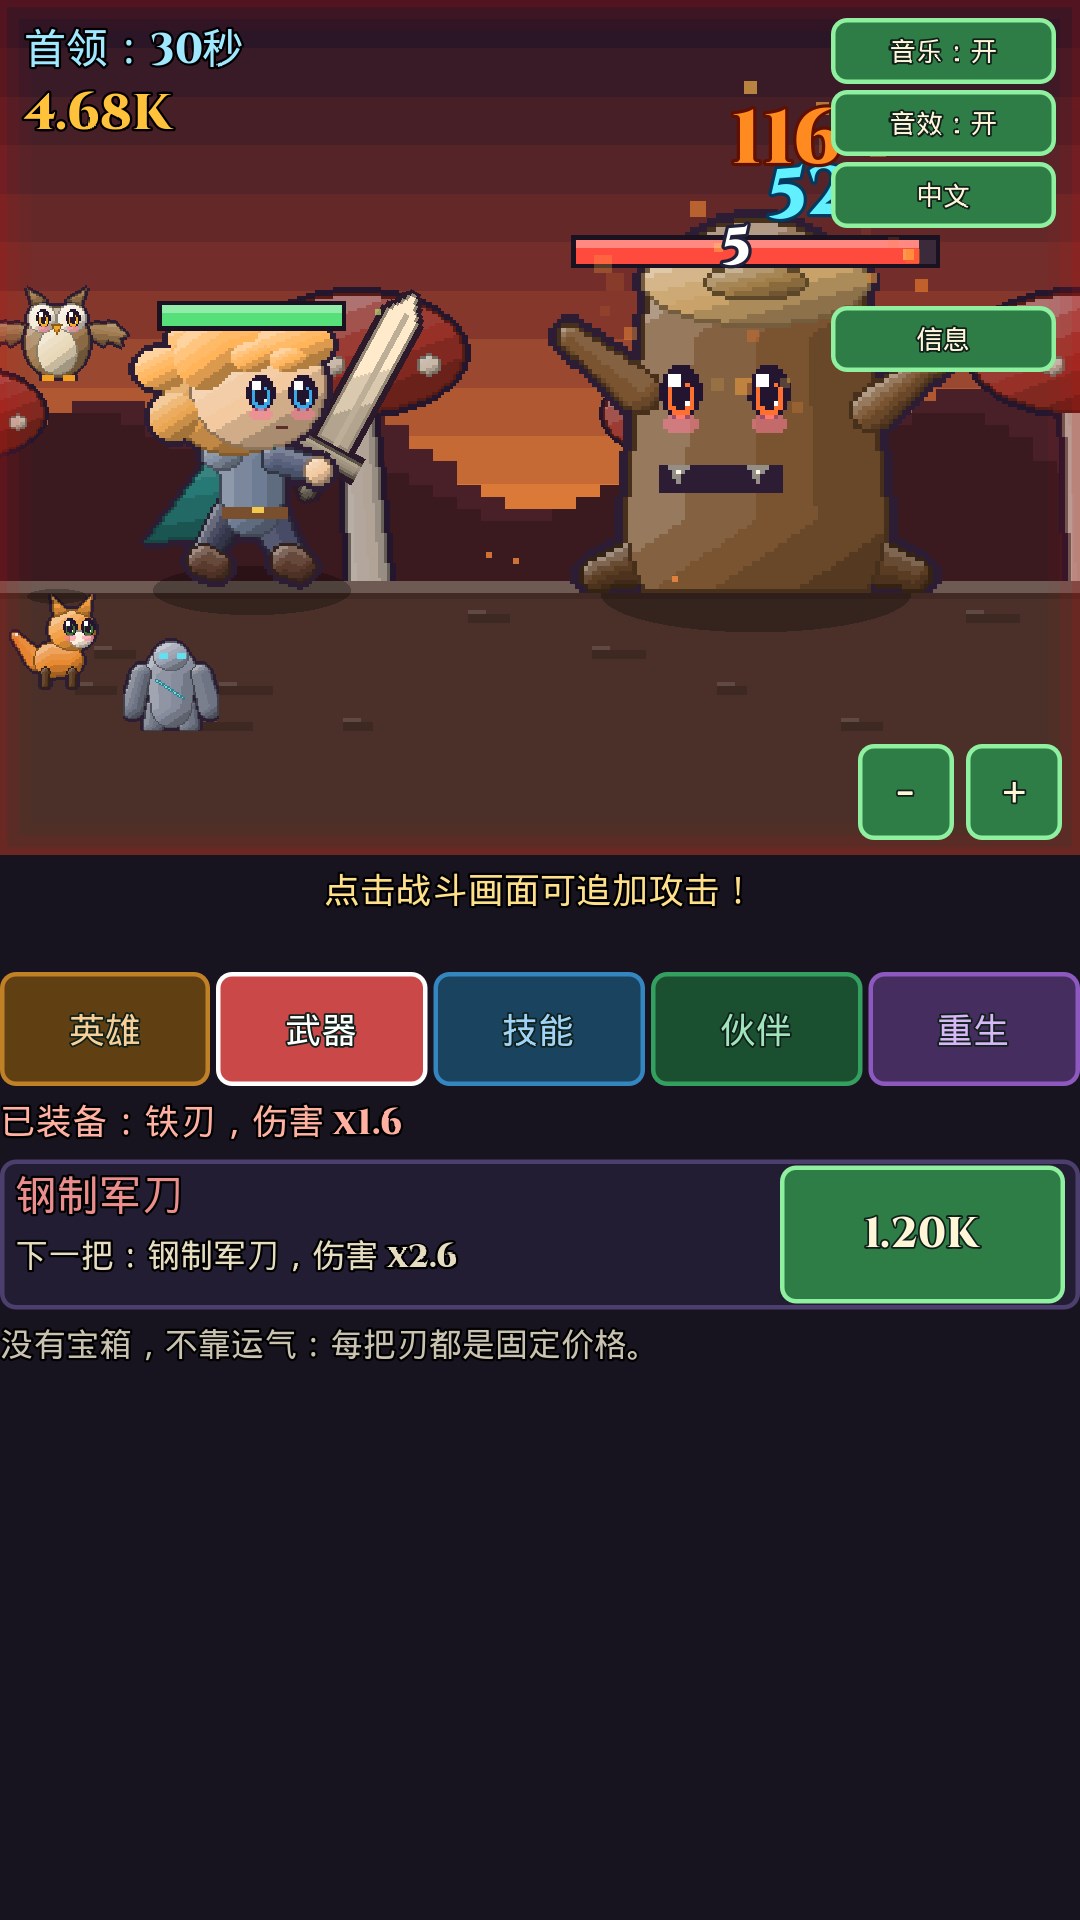 首领：30秒
4.68K
音乐：开
音效：开
中文
116
5
信息
-
+
点击战斗画面可追加攻击！
英雄
武器
技能
伙伴
重生
已装备：铁刃，伤害 X1.6
钢制军刀
下一把：钢制军刀，伤害 X2.6
1.20K
没有宝箱，不靠运气：每把刃都是固定价格。